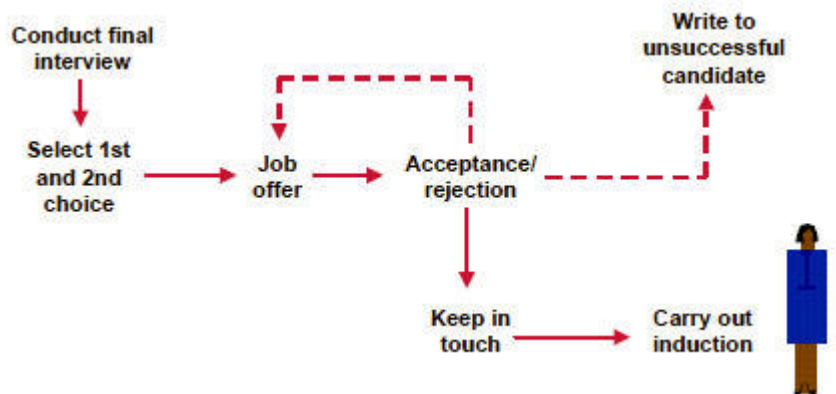 Conduct final
interview
Select 1st
and 2nd
choice
Job
offer
Acceptance/
rejection
Write to
unsuccessful
candidate
Keep in
touch
Carry out
induction